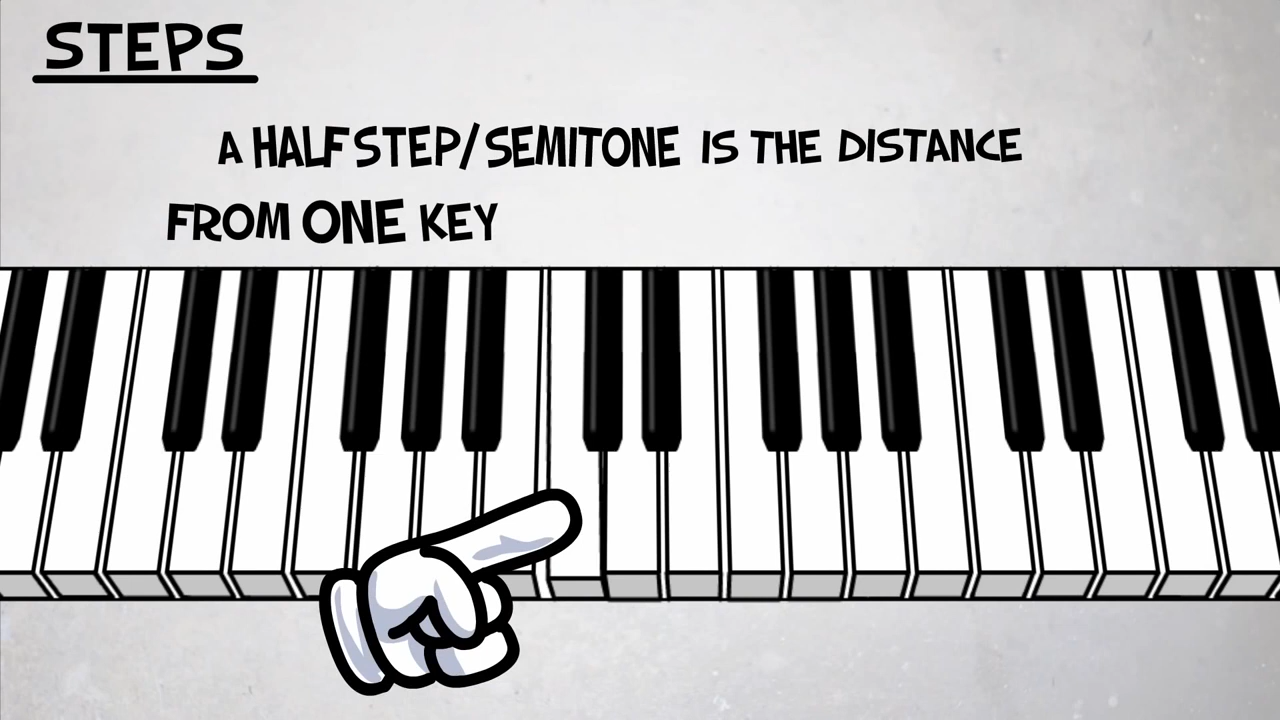 STEPS
A HALF STEP/SEMITONE IS THE DISTANCE
FROM ONE KEY